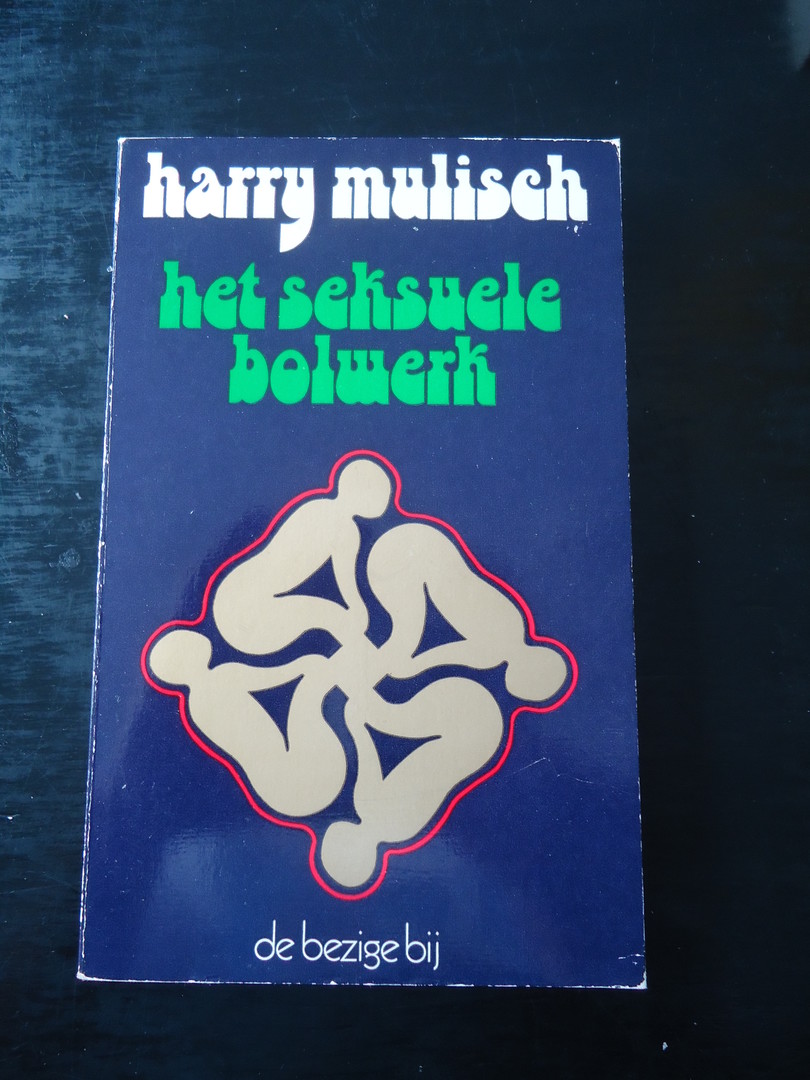 harry mulisch
het seksuele
bolwerk
de bezige bij